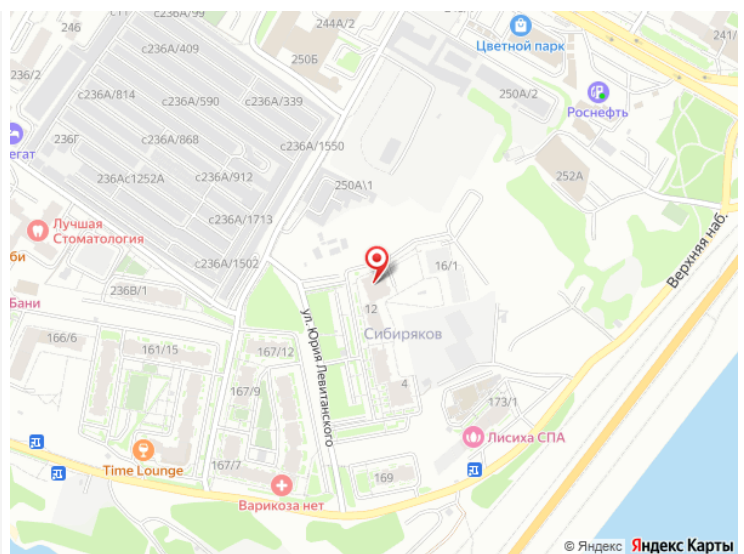 с236А/99
244А/2
246
241/
Цветной парк
с236А/409
250Б
236/2
с236А/814
с236А/590
с236А/339
250А/2
Роснефть
236Г
с236А/868
с236А/1550
егат
236Ас1252А
с236А/912
252А
250А\1
с236А/1713
Лучшая
Стоматология
Верхняя наб.
би
с236А/1502
16/1
236В/1
Бани
12
ул. Юрия Левитанского
Сибиряков
166/6
161/15
167/12
167/9
4
173/1
Лисиха СПА
Time Lounge
167/7
169
Варикоза нет
© Яндекс Яндекс Карты